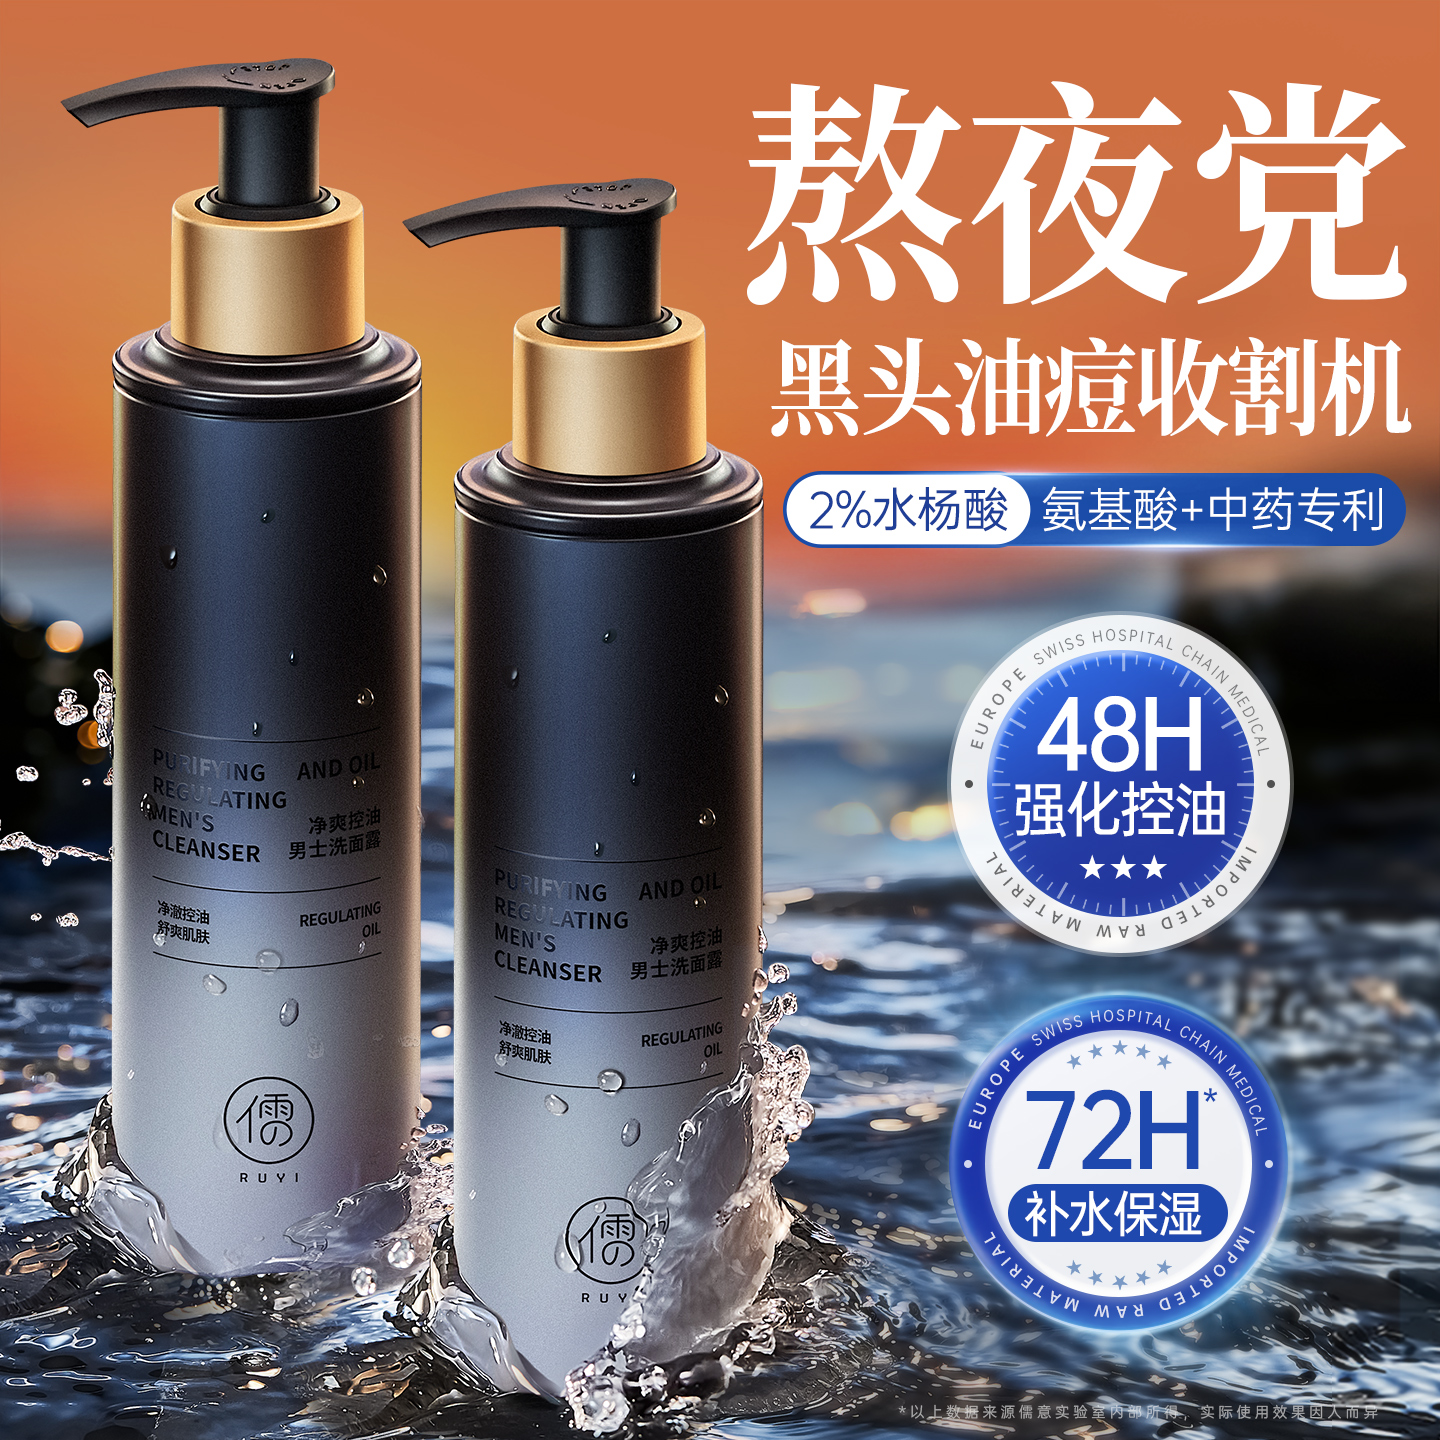 熬夜党
黑头油痘收割机
2%水杨酸 氨基酸+中药专利
EUROPE SWISS HOSPITAL CHAIN MEDICAL
48H
强化控油
IMPORTED RAW MATERIAL
EUROPE SWISS HOSPITAL CHAIN MEDICAL
72H*
补水保湿
IMPORTED RAW MATERIAL
PURIFYING AND OIL
REGULATING
MEN'S
CLEANSER
净爽控油
男士洗面露
净澈控油
舒爽肌肤
REGULATING
OIL
儒の
RUYI
PURIFYING AND OIL
REGULATING
MEN'S
CLEANSER
净爽控油
男士洗面露
净澈控油
舒爽肌肤
REGULATING
OIL
儒の
RUY
*以上数据来源儒意实验室内部所得，实际使用效果因人而异